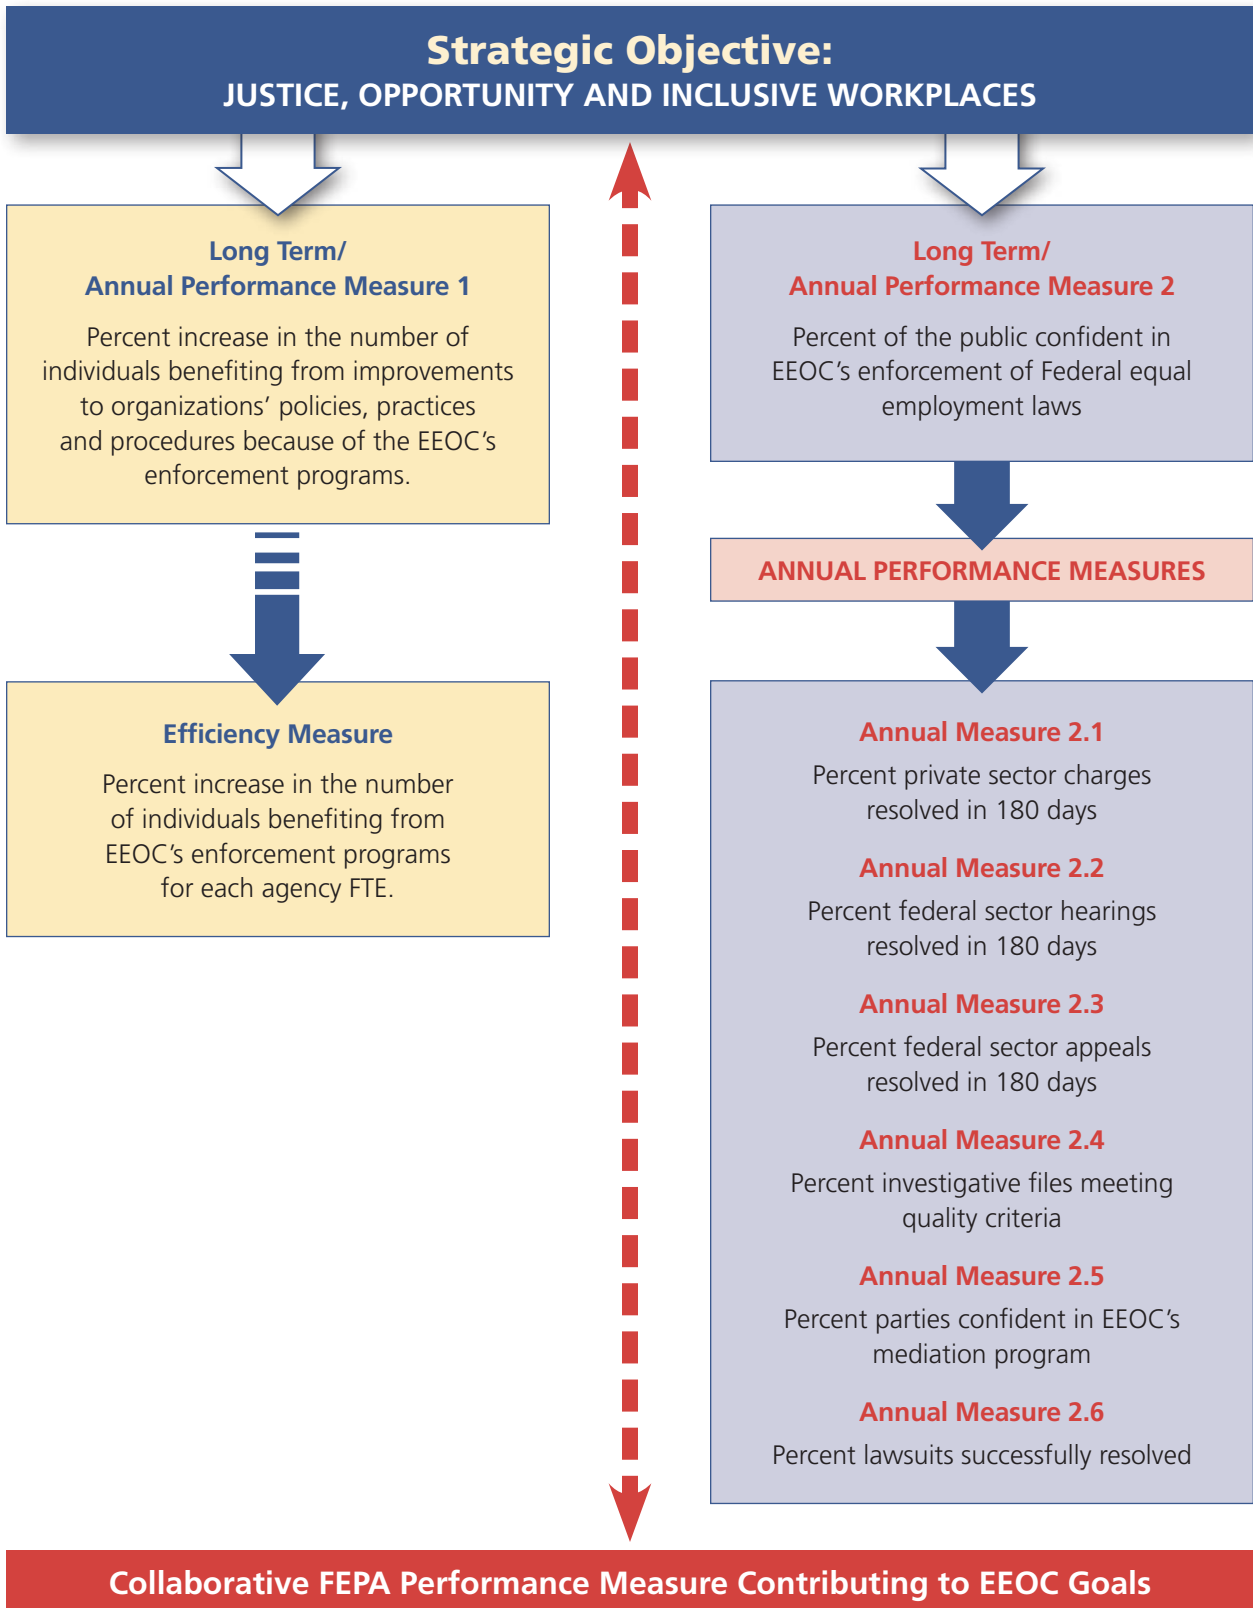 Strategic Objective:
JUSTICE, OPPORTUNITY AND INCLUSIVE WORKPLACES
Long Term/
Annual Performance Measure 1
Percent increase in the number of
individuals benefiting from improvements
to organizations’ policies, practices
and procedures because of the EEOC’s
enforcement programs.
Efficiency Measure
Percent increase in the number
of individuals benefiting from
EEOC’s enforcement programs
for each agency FTE.
Long Term/
Annual Performance Measure 2
Percent of the public confident in
EEOC’s enforcement of Federal equal
employment laws
ANNUAL PERFORMANCE MEASURES
Annual Measure 2.1
Percent private sector charges
resolved in 180 days
Annual Measure 2.2
Percent federal sector hearings
resolved in 180 days
Annual Measure 2.3
Percent federal sector appeals
resolved in 180 days
Annual Measure 2.4
Percent investigative files meeting
quality criteria
Annual Measure 2.5
Percent parties confident in EEOC’s
mediation program
Annual Measure 2.6
Percent lawsuits successfully resolved
Collaborative FEPA Performance Measure Contributing to EEOC Goals